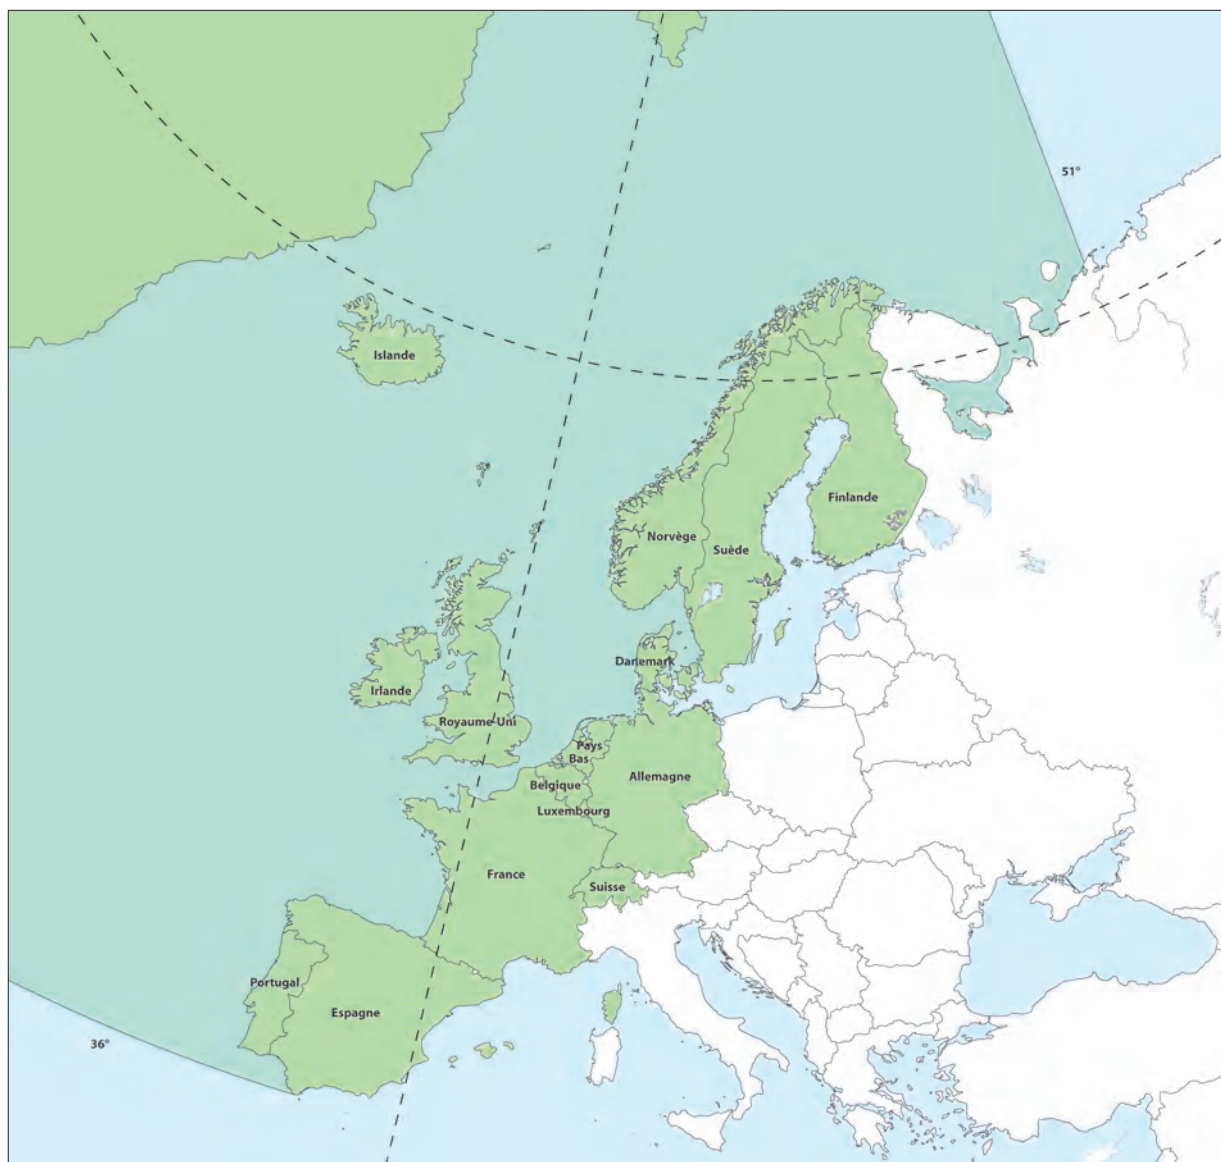 51°
Islande
Finlande
Norvège
Suède
Danemark
Irlande
Royaume Uni
Pays
Bas
Allemagne
Belgique
Luxembourg
France
Suisse
Portugal
Espagne
36°